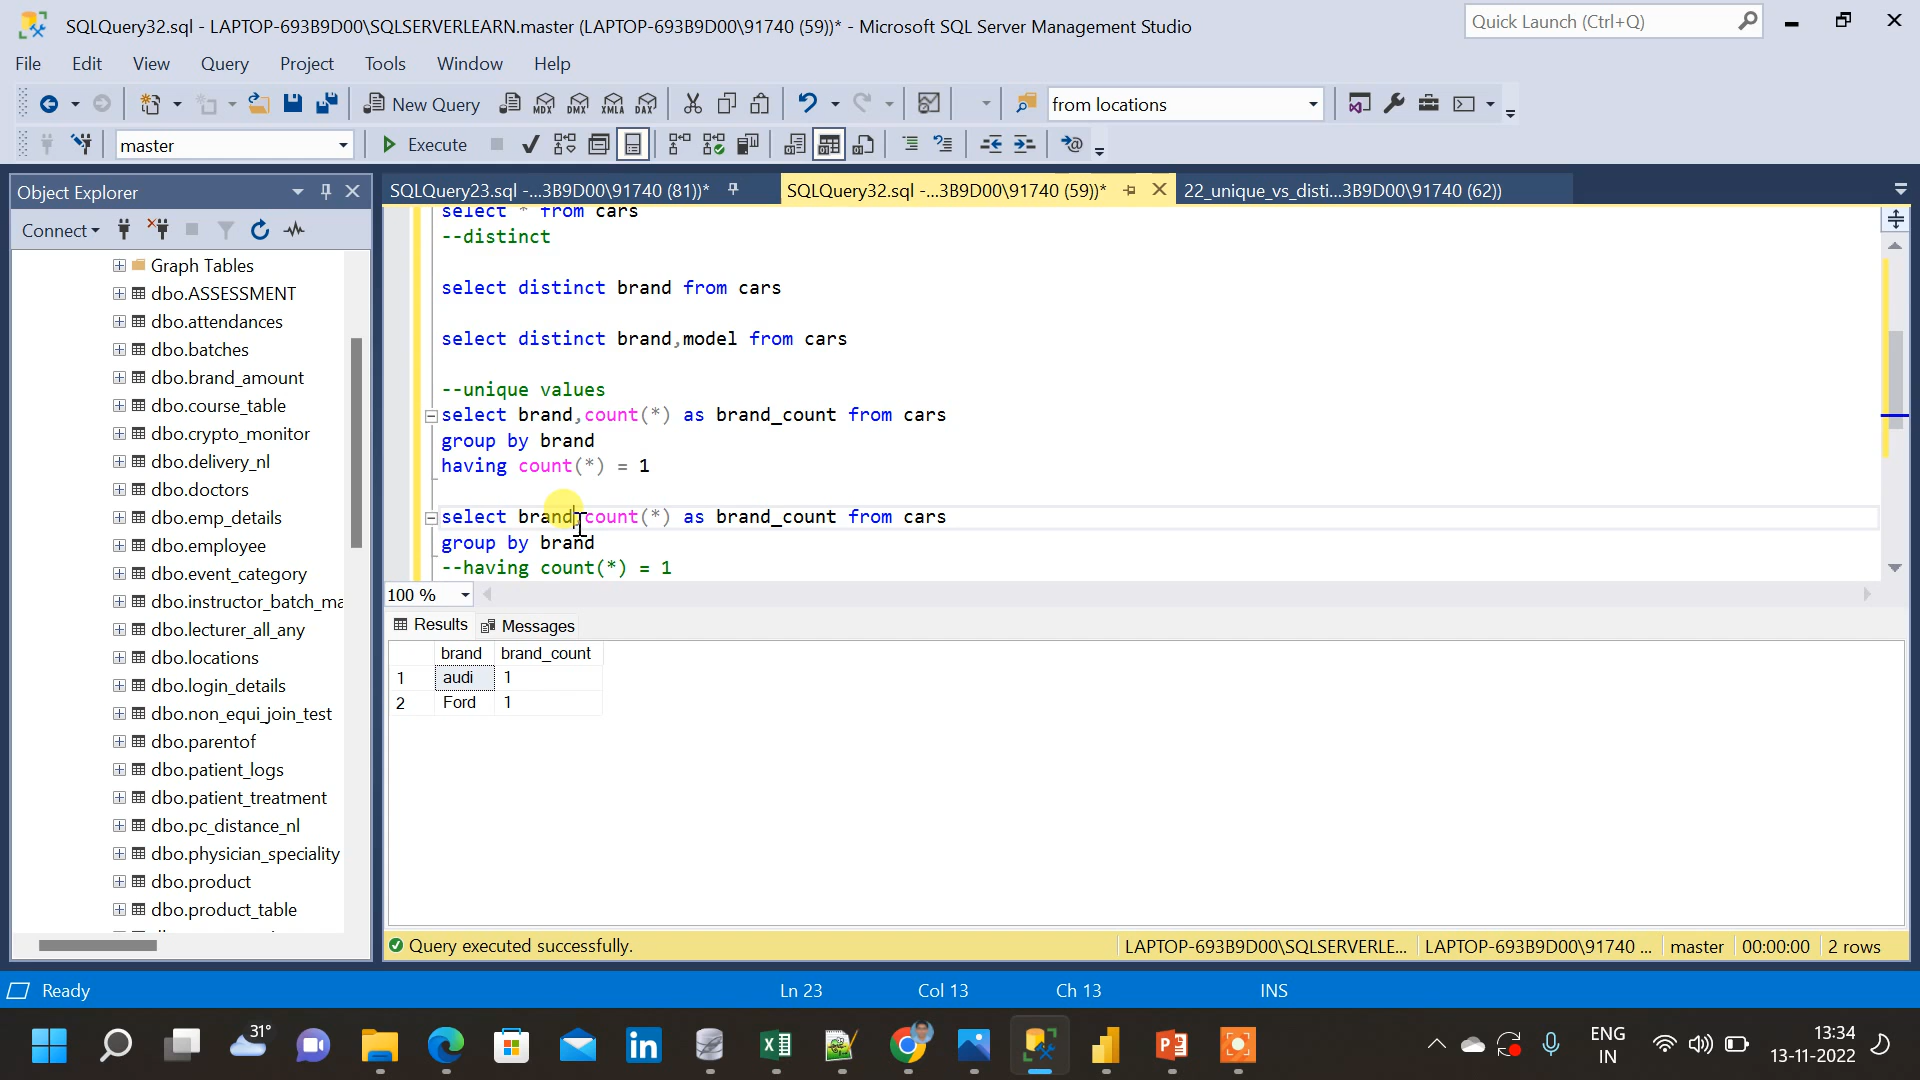 SQLQuery32.sql - LAPTOP-693B9D00\SQLSERVERLEARN.master (LAPTOP-693B9D00\91740 (59))* - Microsoft SQL Server Management Studio
Quick Launch (Ctrl+Q)
File Edit View Query Project Tools Window Help
New Query MDX DMX XMLA DAX from locations
master Execute
Object Explorer
SQLQuery23.sql -...3B9D00\91740 (81))* SQLQuery32.sql -...3B9D00\91740 (59))* 22_unique_vs_disti...3B9D00\91740 (62))
Connect
Graph Tables
dbo.ASSESSMENT
dbo.attendances
dbo.batches
dbo.brand_amount
dbo.course_table
dbo.crypto_monitor
dbo.delivery_nl
dbo.doctors
dbo.emp_details
dbo.employee
dbo.event_category
dbo.instructor_batch_ma
dbo.lecturer_all_any
dbo.locations
dbo.login_details
dbo.non_equi_join_test
dbo.parentof
dbo.patient_logs
dbo.patient_treatment
dbo.pc_distance_nl
dbo.physician_speciality
dbo.product
dbo.product_table
select * from cars
--distinct
select distinct brand from cars
select distinct brand,model from cars
--unique values
select brand,count(*) as brand_count from cars
group by brand
having count(*) = 1
select brand,count(*) as brand_count from cars
group by brand
--having count(*) = 1
100 %
Results Messages
brand brand_count
1 audi 1
2 Ford 1
Query executed successfully. LAPTOP-693B9D00\SQLSERVERLE... LAPTOP-693B9D00\91740 ... master 00:00:00 2 rows
Ready Ln 23 Col 13 Ch 13 INS
31°
ENG
IN
13:34
13-11-2022